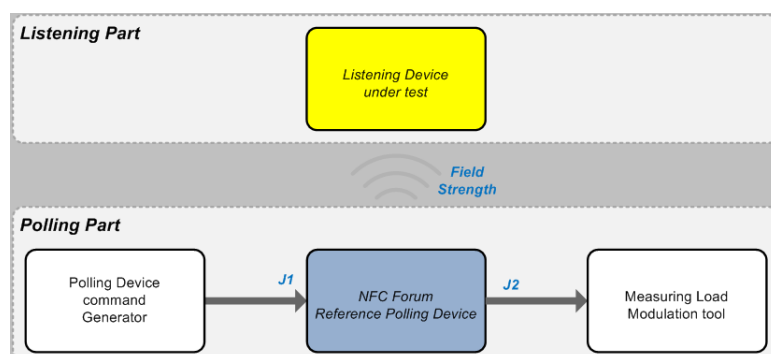 Listening Part
Listening Device
under test
Field
Strength
Polling Part
Polling Device
command
Generator
J1
NFC Forum
Reference Polling Device
J2
Measuring Load
Modulation tool